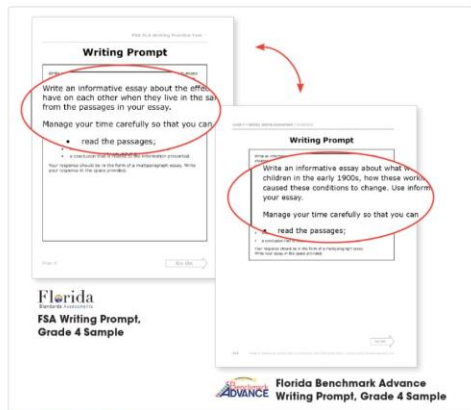 FSA ELA Writing Practice Test
Writing Prompt
Write an informative essay about the effec
have on each other when they live in the sa
from the passages in your essay.
Manage your time carefully so that you can
• read the passages;
• a conclusion that is related to the information presented.
Your response should be in the form of a multiparagraph essay. Write
your response in the space provided.
Page
Florida
Standards Assessments
FSA Writing Prompt,
Grade 4 Sample
Writing Prompt
Write an informative essay about what w
children in the early 1900s, how these work
caused these conditions to change. Use inform
your essay.
Manage your time carefully so that you can
• read the passages;
Your response should be in the form of a multiparagraph essay.
Write your essay in the space provided.
Benchmark
ADVANCE
Florida Benchmark Advance
Writing Prompt, Grade 4 Sample